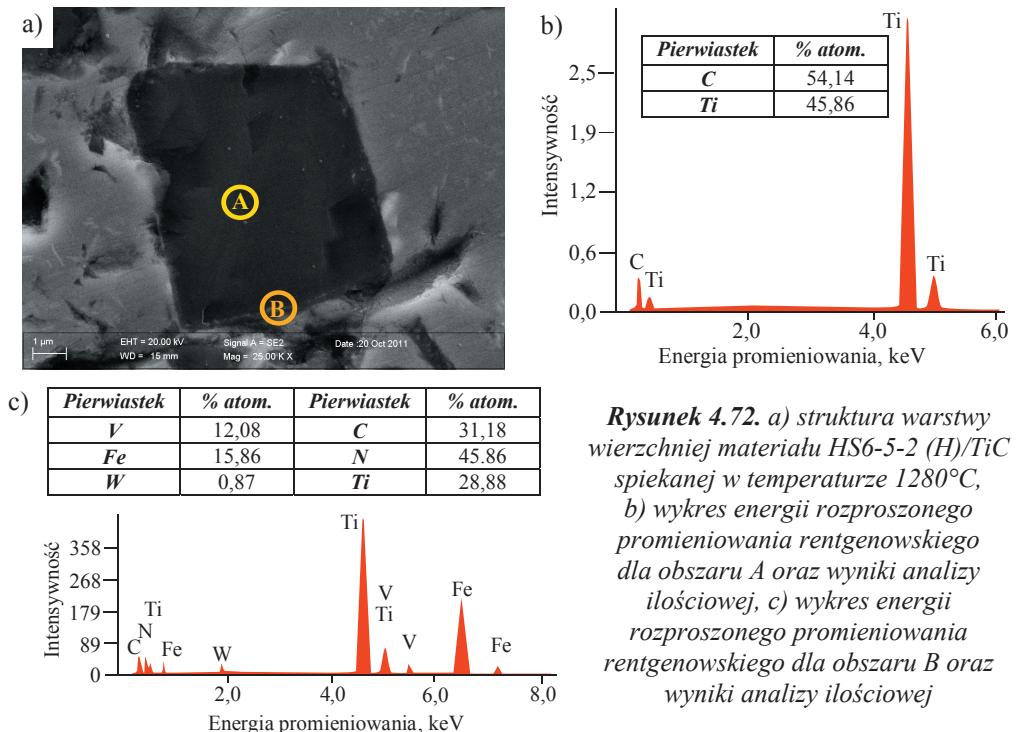 a)
A
B
1 µm
EHT = 20.00 kV
WD = 15 mm
Signal A = SE2
Mag = 25.00 K X
Date :20 Oct 2011
b)
Pierwiastek % atom.
C 54,14
Ti 45,86
Ti
C
Ti
Ti
Intensywność
2,5
1,9
1,2
0,6
0,0
2,0 4,0 6,0
Energia promieniowania, keV
c)
Pierwiastek % atom. Pierwiastek % atom.
V 12,08 C 31,18
Fe 15,86 N 45.86
W 0,87 Ti 28,88
Intensywność
358
268
179
89
0
C
N
Ti
Fe
W
Ti
V
Ti
V
Fe
Fe
2,0 4,0 6,0 8,0
Energia promieniowania, keV
Rysunek 4.72. a) struktura warstwy
wierzchniej materiału HS6-5-2 (H)/TiC
spiekanej w temperaturze 1280°C,
b) wykres energii rozproszonego
promieniowania rentgenowskiego
dla obszaru A oraz wyniki analizy
ilościowej, c) wykres energii
rozproszonego promieniowania
rentgenowskiego dla obszaru B oraz
wyniki analizy ilościowej